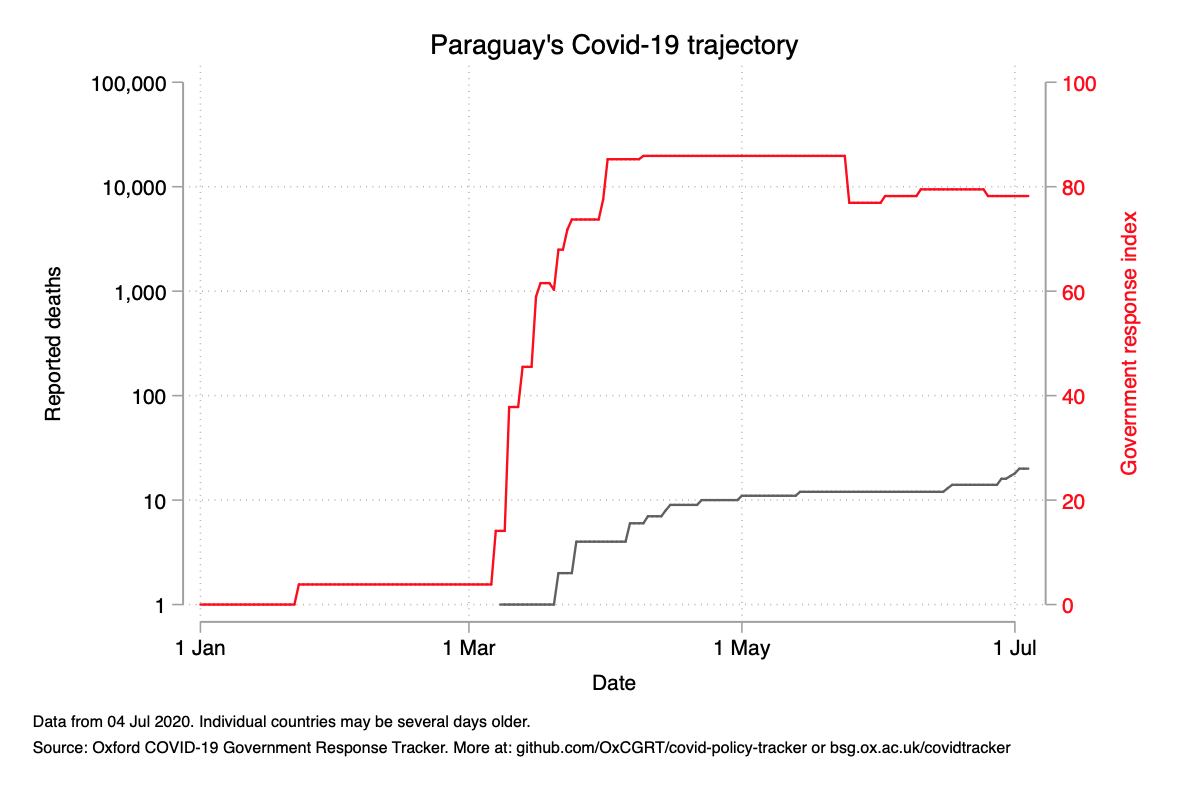 Paraguay's Covid-19 trajectory
100,000
10,000
1,000
100
10
1
Reported deaths
100
80
60
40
20
0
Government response index
1 Jan
1 Mar
1 May
1 Jul
Date
Data from 04 Jul 2020. Individual countries may be several days older.
Source: Oxford COVID-19 Government Response Tracker. More at: github.com/OxCGRT/covid-policy-tracker or bsg.ox.ac.uk/covidtracker